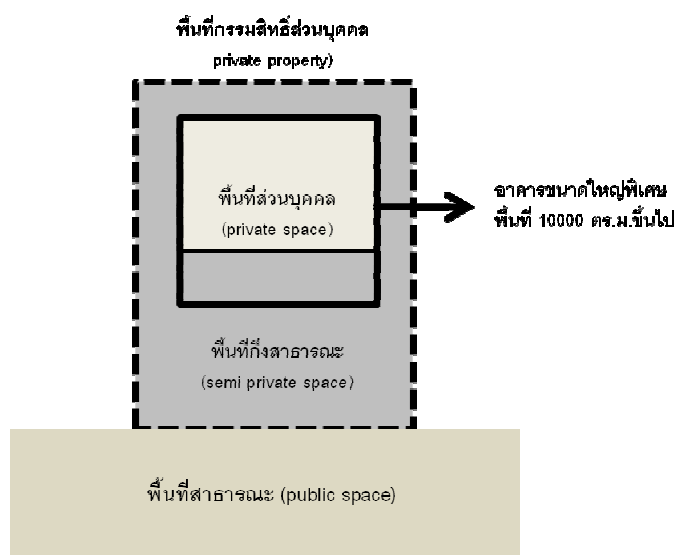 พื้นที่กรรมสิทธิ์ส่วนบุคคล
private property)
พื้นที่ส่วนบุคคล
(private space)
อาคารขนาดใหญ่พิเศษ
พื้นที่ 10000 ตร.ม.ขึ้นไป
พื้นที่กึ่งสาธารณะ
(semi private space)
พื้นที่สาธารณะ (public space)